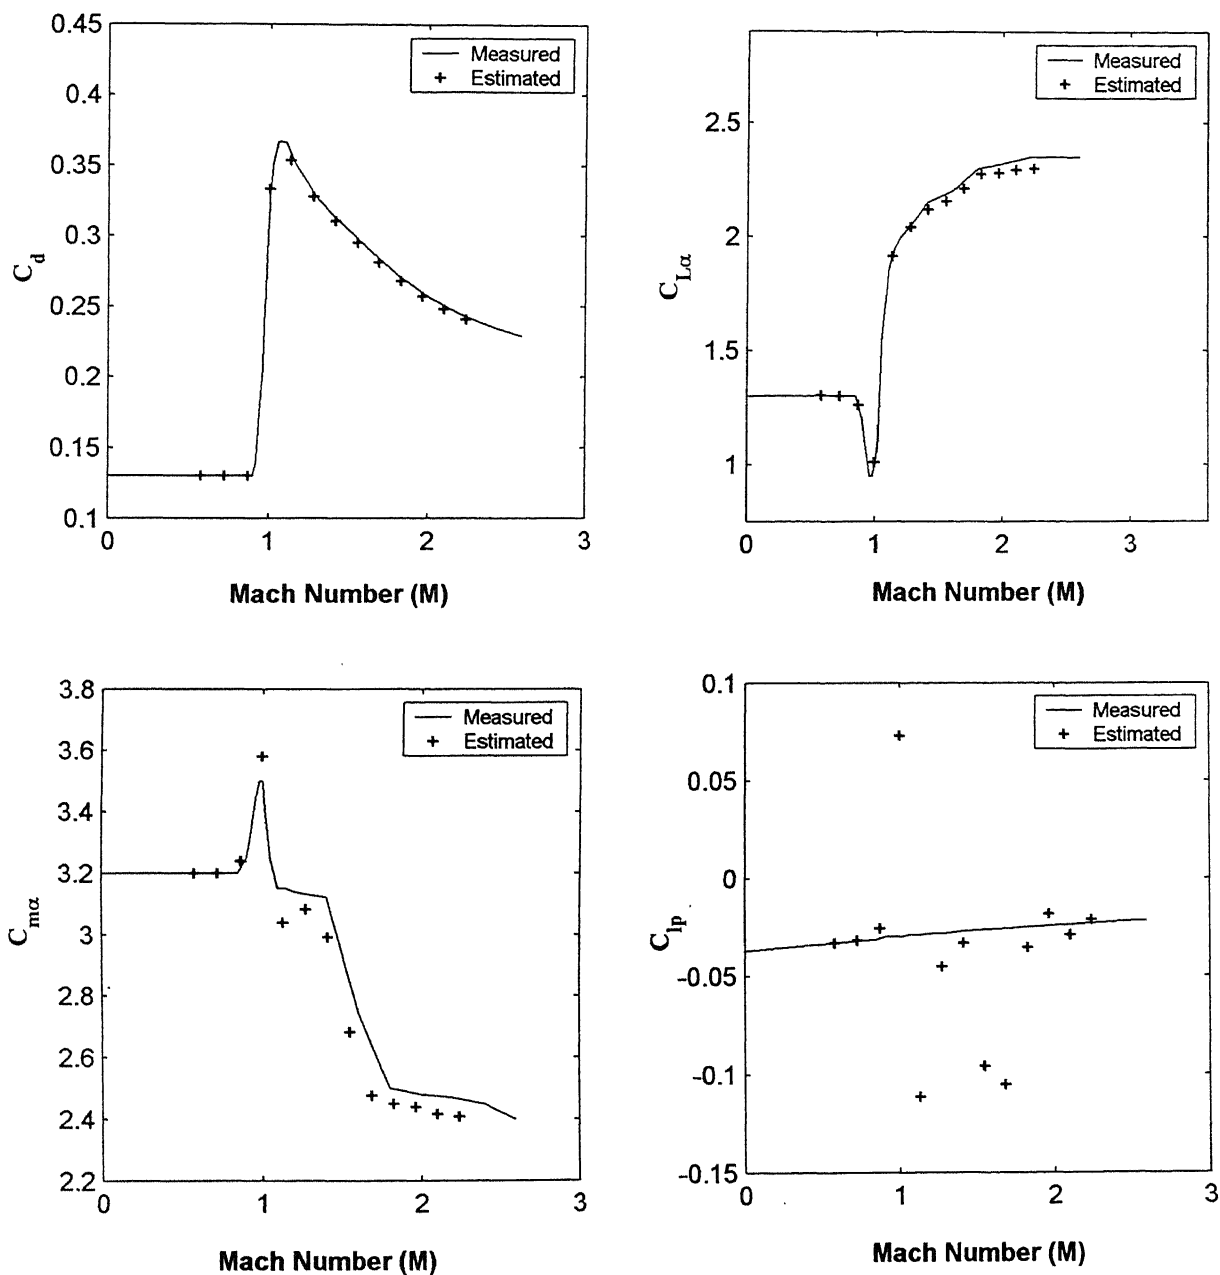 0.45
0.4
0.35
0.3
0.25
0.2
0.15
0.1
C_d
0 1 2 3
Mach Number (M)
Measured
Estimated
2.5
2
1.5
1
C_Lα
0 1 2 3
Mach Number (M)
Measured
Estimated
3.8
3.6
3.4
3.2
3
2.8
2.6
2.4
2.2
C_mα
0 1 2 3
Mach Number (M)
Measured
Estimated
0.1
0.05
0
-0.05
-0.1
-0.15
C_lp
0 1 2 3
Mach Number (M)
Measured
Estimated